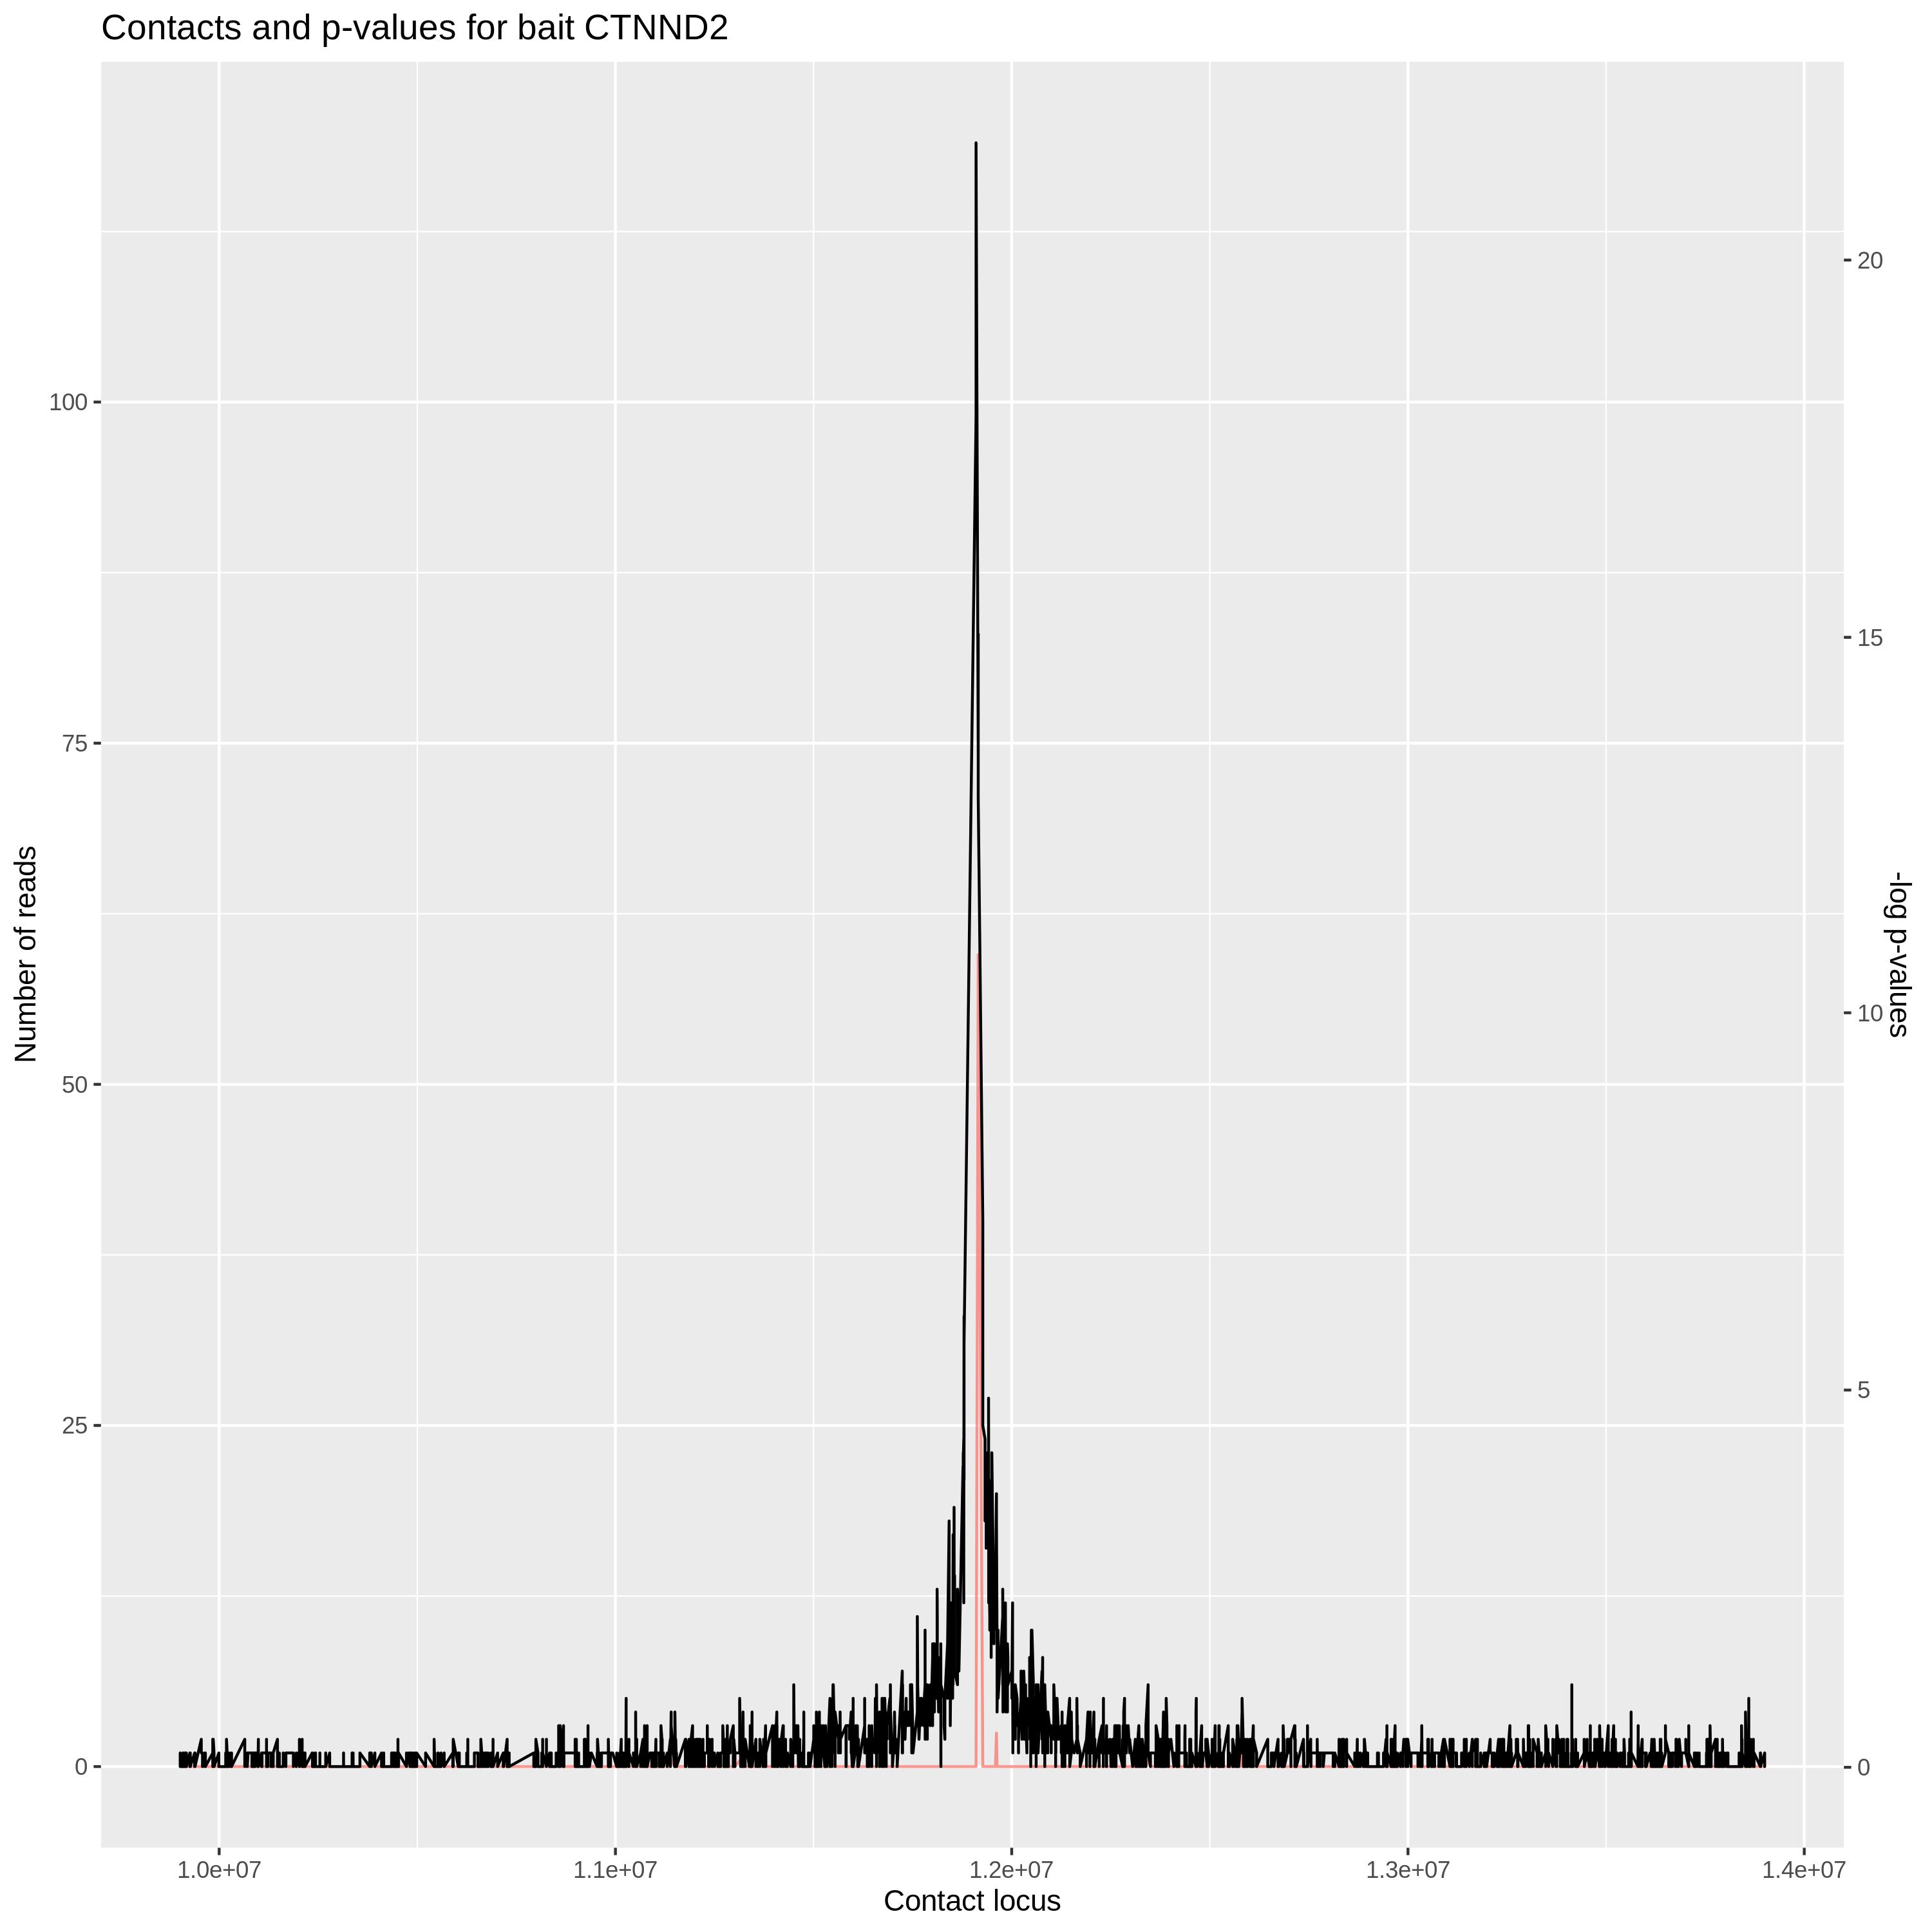 Contacts and p-values for bait CTNND2
Number of reads
100
75
50
25
0
20
15
10
5
0
-log p-values
1.0e+07
1.1e+07
1.2e+07
1.3e+07
1.4e+07
Contact locus